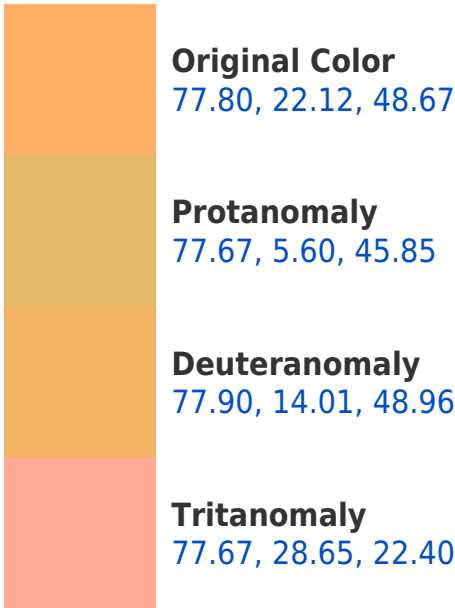 Original Color
77.80, 22.12, 48.67
Protanomaly
77.67, 5.60, 45.85
Deuteranomaly
77.90, 14.01, 48.96
Tritanomaly
77.67, 28.65, 22.40